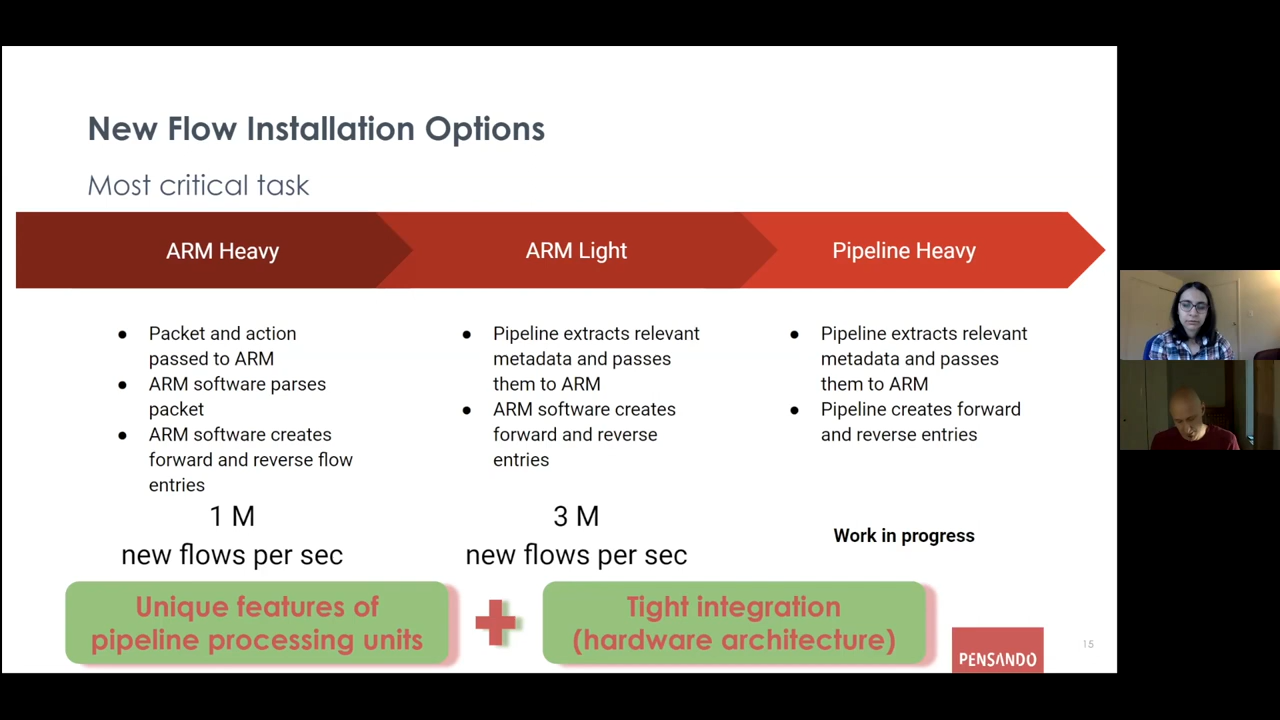 New Flow Installation Options
Most critical task
ARM Heavy
ARM Light
Pipeline Heavy
● Packet and action
passed to ARM
● ARM software parses
packet
● ARM software creates
forward and reverse flow
entries
1 M
new flows per sec
● Pipeline extracts relevant
metadata and passes
them to ARM
● ARM software creates
forward and reverse
entries
3 M
new flows per sec
● Pipeline extracts relevant
metadata and passes
them to ARM
● Pipeline creates forward
and reverse entries
Work in progress
Unique features of
pipeline processing units
+
Tight integration
(hardware architecture)
PENSANDO
15